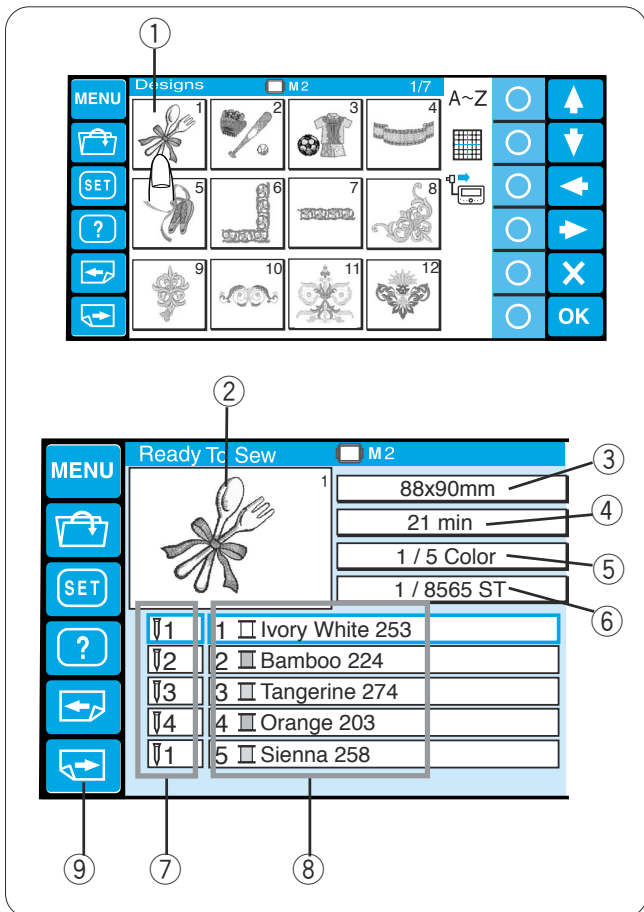 ①
MENU Designs M2 1/7 A~Z
1 2 3 4
SET 5 6 7 8
?
9 10 11 12
X
OK
②
MENU Ready To Sew M2
1 88x90mm ③
21 min ④
1 / 5 Color ⑤
SET 1 / 8565 ST ⑥
1 1 Ivory White 253
? 2 2 Bamboo 224
3 3 Tangerine 274
4 4 Orange 203
1 5 Sienna 258
⑨ ⑦ ⑧